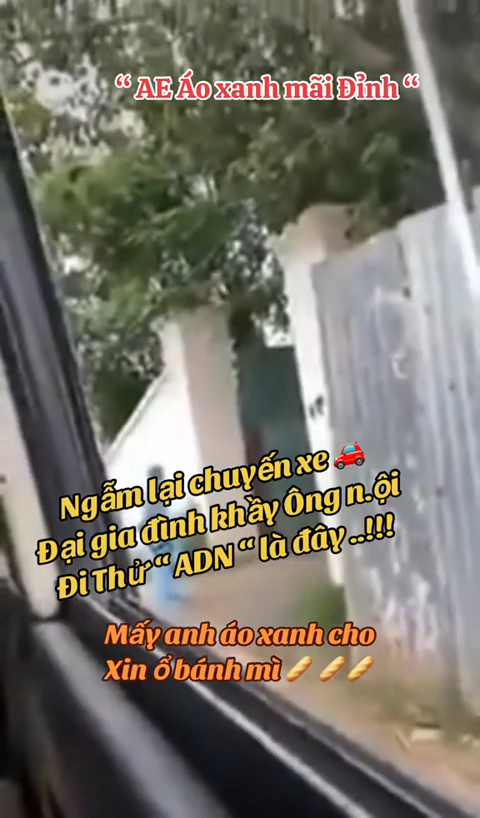 “ AE Áo xanh mãi Đỉnh “
Ngẫm lại chuyến xe 🚗
Đại gia đình khầy Ông n.ội
Đi Thử “ ADN “ là đây ..!!!
Mấy anh áo xanh cho
Xin ổ bánh mì🥖🥖🥖